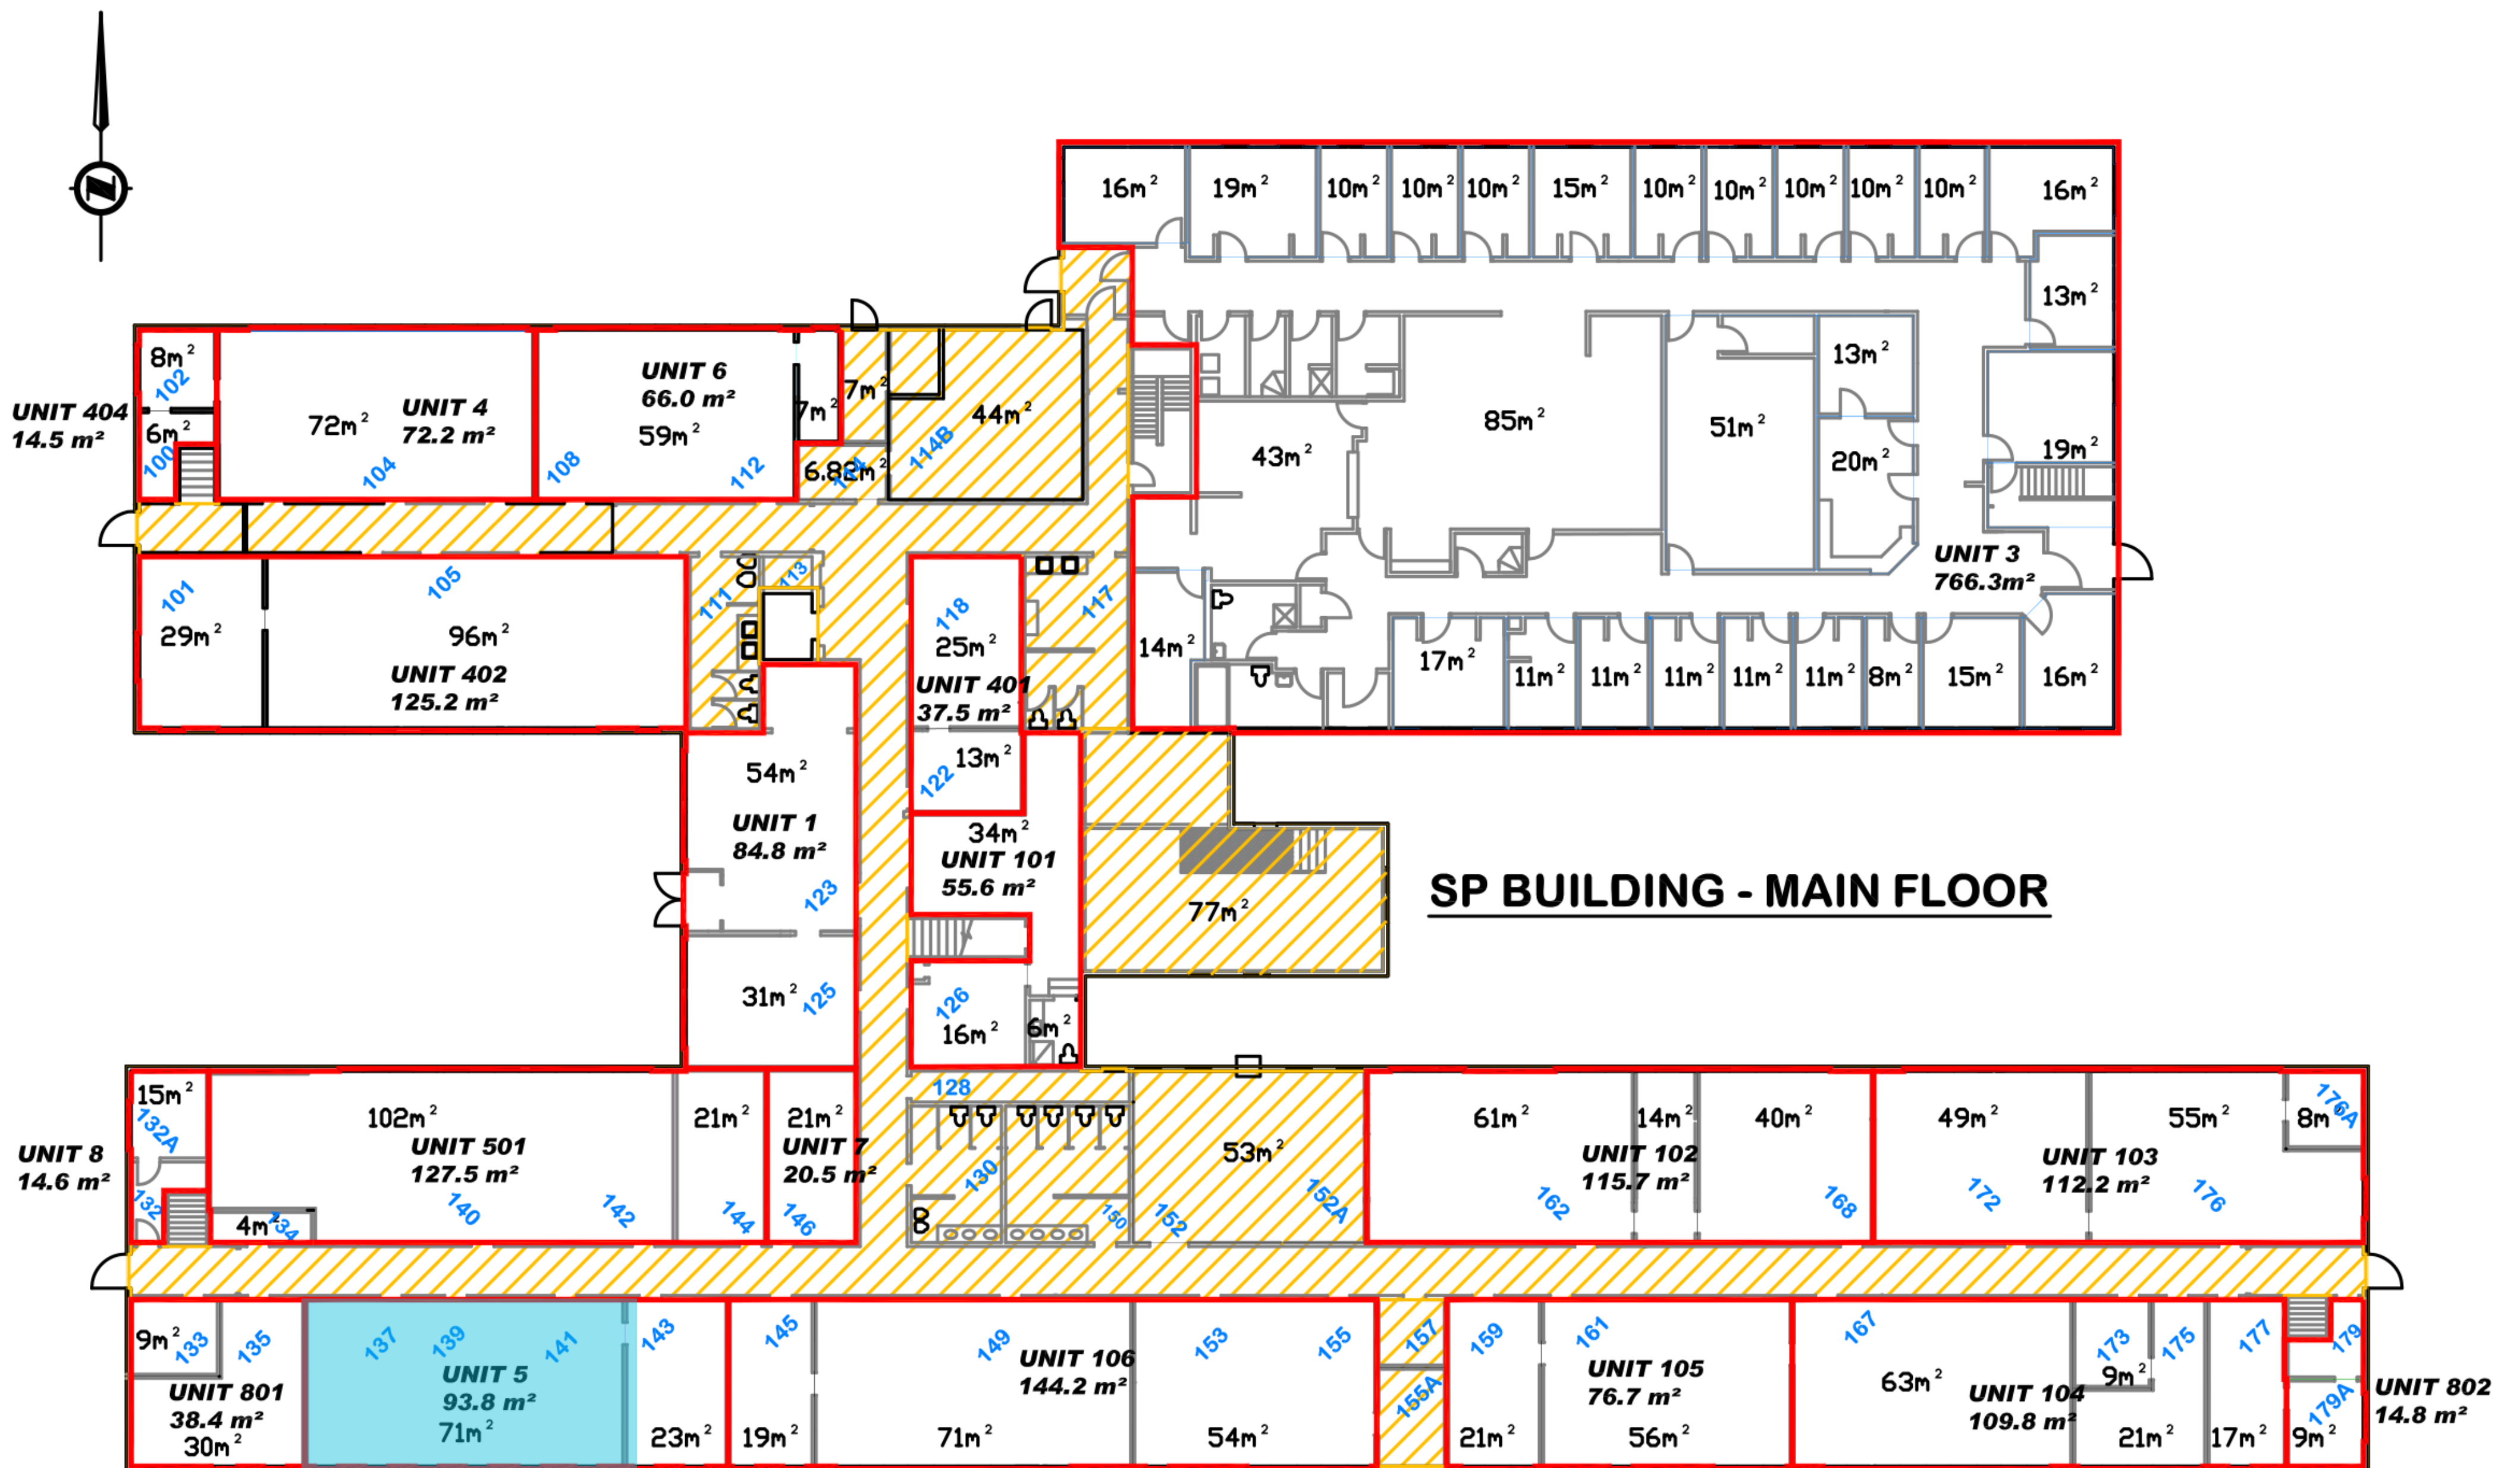 N
16m²
19m²
10m²
10m²
10m²
15m²
10m²
10m²
10m²
10m²
10m²
16m²
13m²
8m²
102
UNIT 404
14.5 m²
6m²
100
72m²
UNIT 4
72.2 m²
104
UNIT 6
66.0 m²
59m²
108
112
7m²
7m²
6.82m²
114
44m²
114B
43m²
85m²
51m²
13m²
20m²
19m²
UNIT 3
766.3m²
101
29m²
105
96m²
UNIT 402
125.2 m²
111
113
118
25m²
UNIT 401
37.5 m²
117
14m²
17m²
11m²
11m²
11m²
11m²
11m²
8m²
15m²
16m²
122
13m²
54m²
UNIT 1
84.8 m²
123
34m²
UNIT 101
55.6 m²
77m²
SP BUILDING - MAIN FLOOR
31m²
125
126
16m²
6m²
15m²
132A
UNIT 8
14.6 m²
132
102m²
UNIT 501
127.5 m²
4m²
134
140
142
21m²
144
21m²
UNIT 7
20.5 m²
146
128
130
150
152
53m²
152A
61m²
14m²
40m²
UNIT 102
115.7 m²
162
168
49m²
55m²
8m²
176A
UNIT 103
112.2 m²
172
176
9m²
133
135
UNIT 801
38.4 m²
30m²
137
139
141
UNIT 5
93.8 m²
71m²
143
23m²
145
19m²
149
UNIT 106
144.2 m²
71m²
153
155
54m²
157
155A
159
161
UNIT 105
76.7 m²
21m²
56m²
167
63m²
UNIT 104
109.8 m²
173
9m²
175
177
21m²
17m²
179
179A
9m²
UNIT 802
14.8 m²